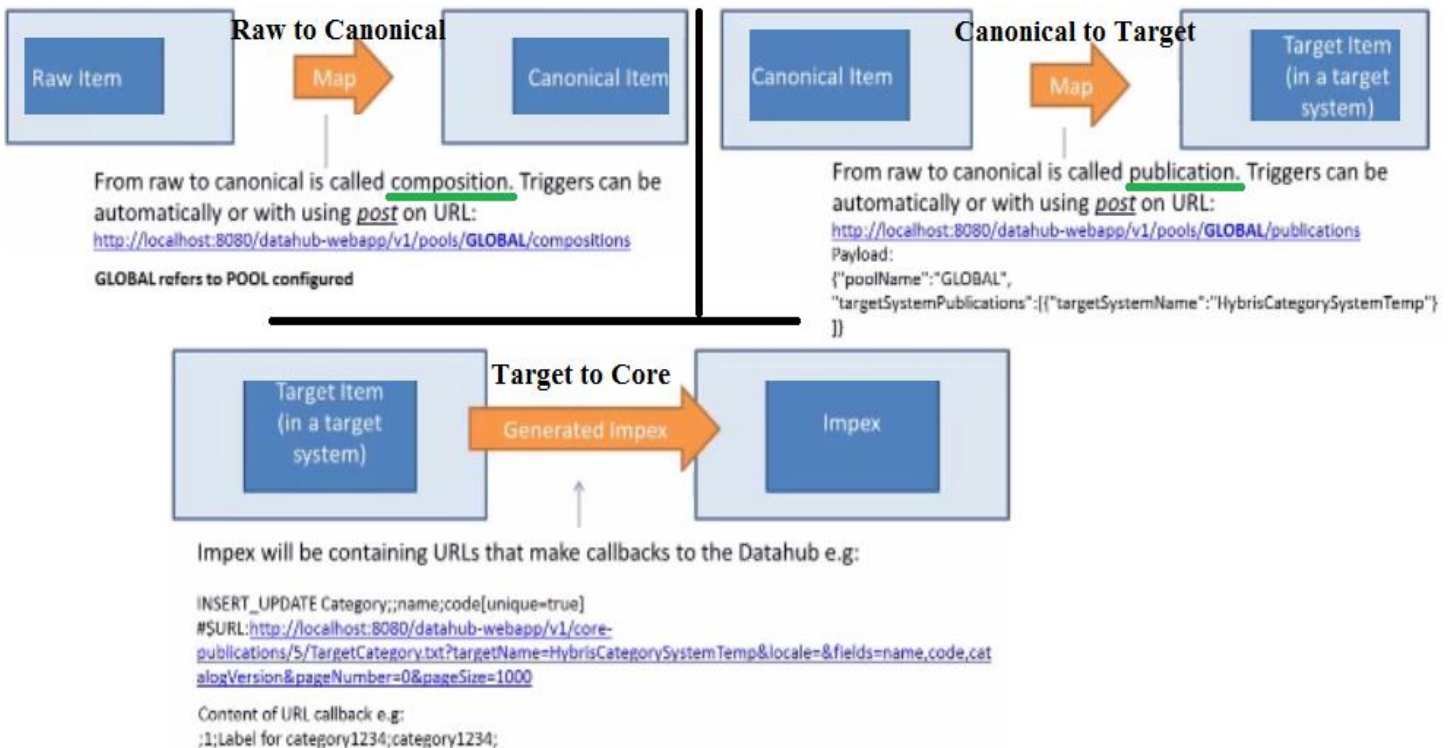 Raw to Canonical
Raw Item
Map
Canonical Item
From raw to canonical is called composition. Triggers can be
automatically or with using post on URL:
http://localhost:8080/datahub-webapp/v1/pools/GLOBAL/compositions
GLOBAL refers to POOL configured
Canonical to Target
Canonical Item
Map
Target Item
(in a target
system)
From raw to canonical is called publication. Triggers can be
automatically or with using post on URL:
http://localhost:8080/datahub-webapp/v1/pools/GLOBAL/publications
Payload:
{"poolName":"GLOBAL",
"targetSystemPublications":[{"targetSystemName":"HybrisCategorySystemTemp"}
]}
Target to Core
Target Item
(in a target
system)
Generated Impex
Impex
Impex will be containing URLs that make callbacks to the Datahub e.g:
INSERT_UPDATE Category;;name;code[unique=true]
#$URL:http://localhost:8080/datahub-webapp/v1/core-
publications/5/TargetCategory.txt?targetName=HybrisCategorySystemTemp&locale=&fields=name,code,cat
alogVersion&pageNumber=0&pageSize=1000
Content of URL callback e.g:
;1;Label for category1234;category1234;